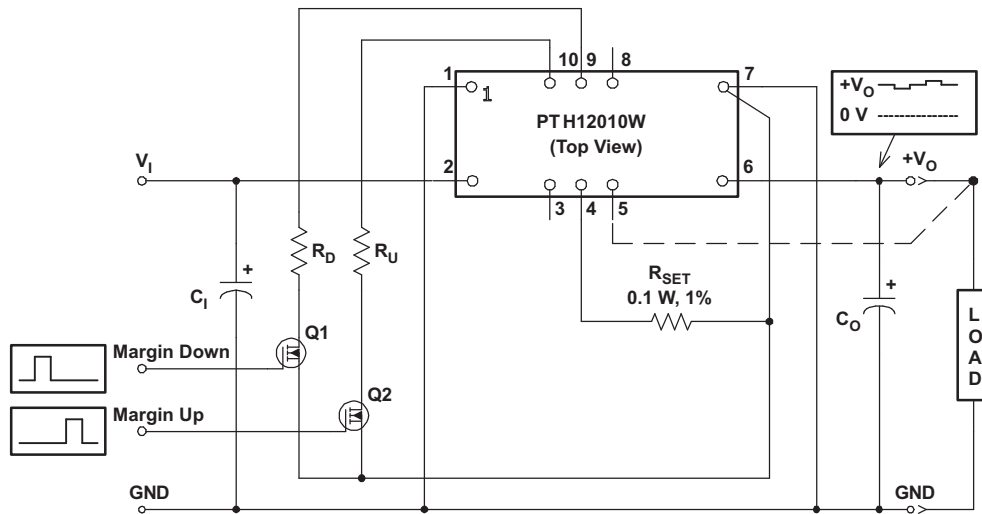 10 9 8
1
1
7
PTH12010W
(Top View)
+VO
0 V
VI
2
6
+VO
3 4 5
RD
RU
RSET
0.1 W, 1%
+
CI
+
CO
L
O
A
D
Q1
Margin Down
Q2
Margin Up
GND
GND